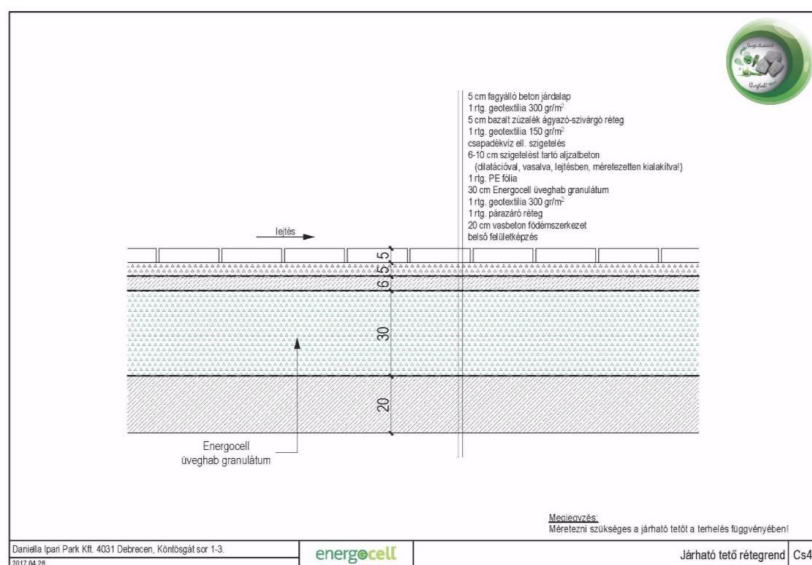 5 cm fagyálló beton járdalap
1 rtg. geotextília 300 gr/m²
5 cm bazalt zúzalék ágyazó-szivárgó réteg
1 rtg. geotextília 150 gr/m²
csapadékvíz ell. szigetelés
6-10 cm szigetelést tartó aljzatbeton
(dilatációval, vasalva, lejtésben, méretezetten kialakítva!)
1 rtg. PE fólia
30 cm Energocell üveghab granulátum
1 rtg. geotextília 300 gr/m²
1 rtg. párazáró réteg
20 cm vasbeton födémszerkezet
belső felületképzés
lejtés
5
5
6
30
20
Energocell
üveghab granulátum
Megjegyzés:
Méretezni szükséges a járható tetőt a terhelés függvényében!
Daniella Ipari Park Kft. 4031 Debrecen, Köntösgát sor 1-3.
2017.04.28.
energocell
Járható tető rétegrend
Cs4